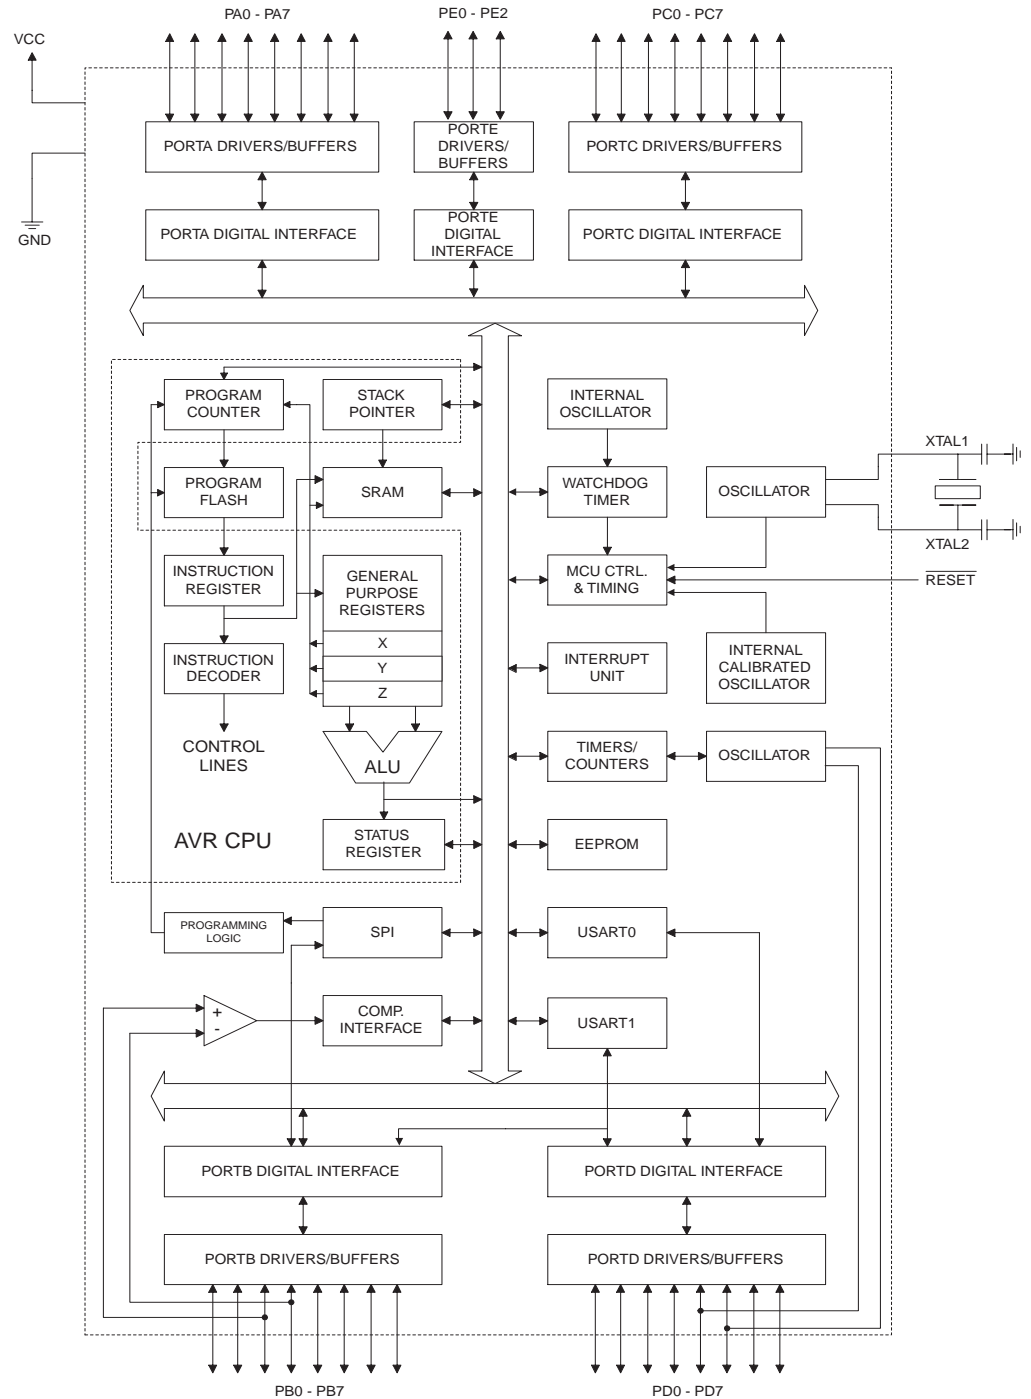 PA0 - PA7
PE0 - PE2
PC0 - PC7
VCC
GND
PORTA DRIVERS/BUFFERS
PORTE
DRIVERS/
BUFFERS
PORTC DRIVERS/BUFFERS
PORTA DIGITAL INTERFACE
PORTE
DIGITAL
INTERFACE
PORTC DIGITAL INTERFACE
PROGRAM
COUNTER
STACK
POINTER
INTERNAL
OSCILLATOR
PROGRAM
FLASH
SRAM
WATCHDOG
TIMER
OSCILLATOR
XTAL1
XTAL2
INSTRUCTION
REGISTER
GENERAL
PURPOSE
REGISTERS
X
Y
Z
MCU CTRL.
& TIMING
RESET
INSTRUCTION
DECODER
INTERRUPT
UNIT
INTERNAL
CALIBRATED
OSCILLATOR
CONTROL
LINES
ALU
TIMERS/
COUNTERS
OSCILLATOR
AVR CPU
STATUS
REGISTER
EEPROM
PROGRAMMING
LOGIC
SPI
USART0
+
-
COMP.
INTERFACE
USART1
PORTB DIGITAL INTERFACE
PORTD DIGITAL INTERFACE
PORTB DRIVERS/BUFFERS
PORTD DRIVERS/BUFFERS
PB0 - PB7
PD0 - PD7